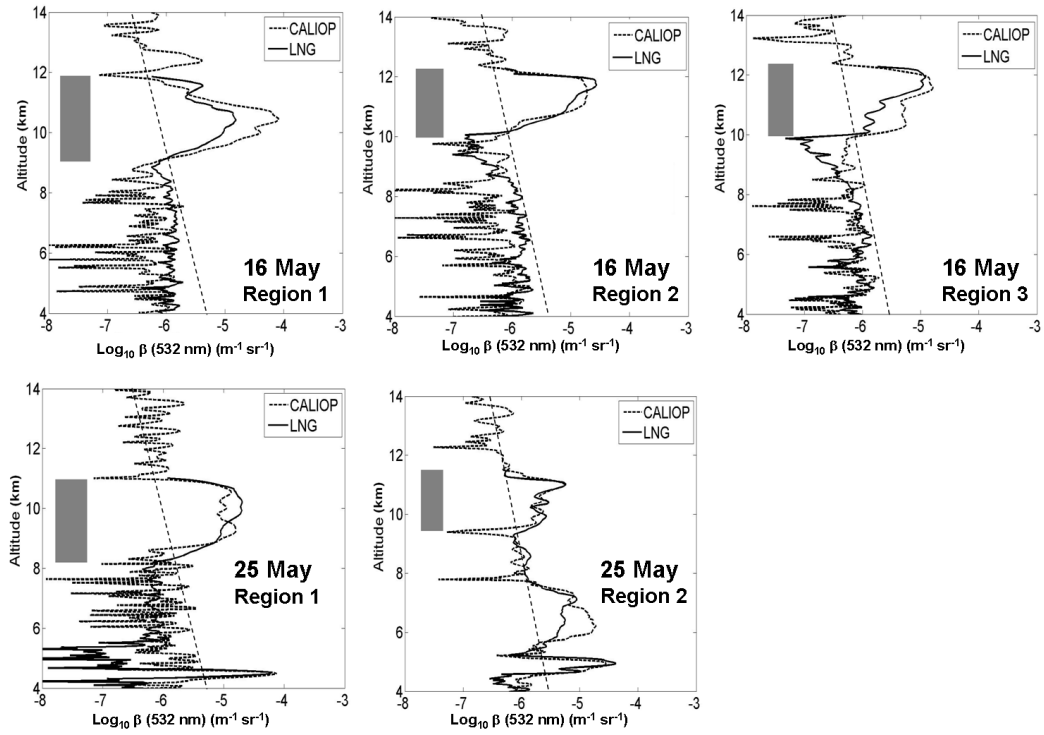 14
12
10
8
6
4
Altitude (km)
CALIOP
LNG
16 May
Region 1
-8 -7 -6 -5 -4 -3
Log₁₀ β (532 nm) (m⁻¹ sr⁻¹)
14
12
10
8
6
4
Altitude (km)
CALIOP
LNG
16 May
Region 2
-8 -7 -6 -5 -4 -3
Log₁₀ β (532 nm) (m⁻¹ sr⁻¹)
14
12
10
8
6
4
Altitude (km)
CALIOP
LNG
16 May
Region 3
-8 -7 -6 -5 -4 -3
Log₁₀ β (532 nm) (m⁻¹ sr⁻¹)
14
12
10
8
6
4
Altitude (km)
CALIOP
LNG
25 May
Region 1
-8 -7 -6 -5 -4 -3
Log₁₀ β (532 nm) (m⁻¹ sr⁻¹)
14
12
10
8
6
4
Altitude (km)
CALIOP
LNG
25 May
Region 2
-8 -7 -6 -5 -4 -3
Log₁₀ β (532 nm) (m⁻¹ sr⁻¹)